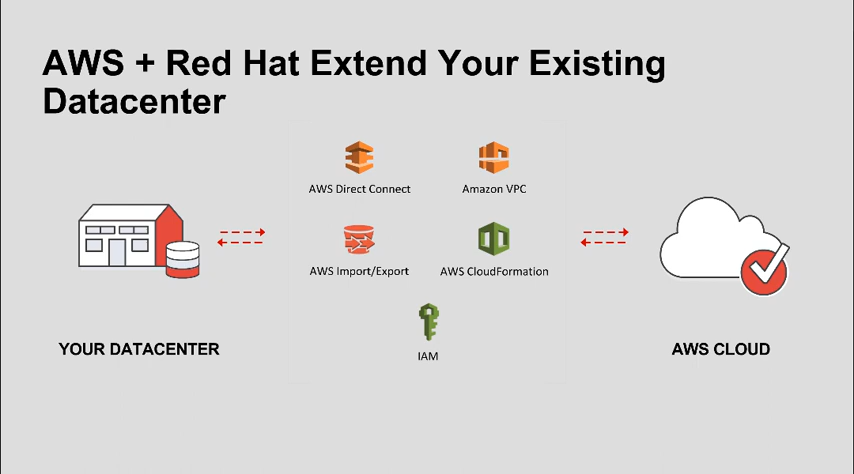 AWS + Red Hat Extend Your Existing
Datacenter
AWS Direct Connect
Amazon VPC
AWS Import/Export
AWS CloudFormation
IAM
YOUR DATACENTER
AWS CLOUD